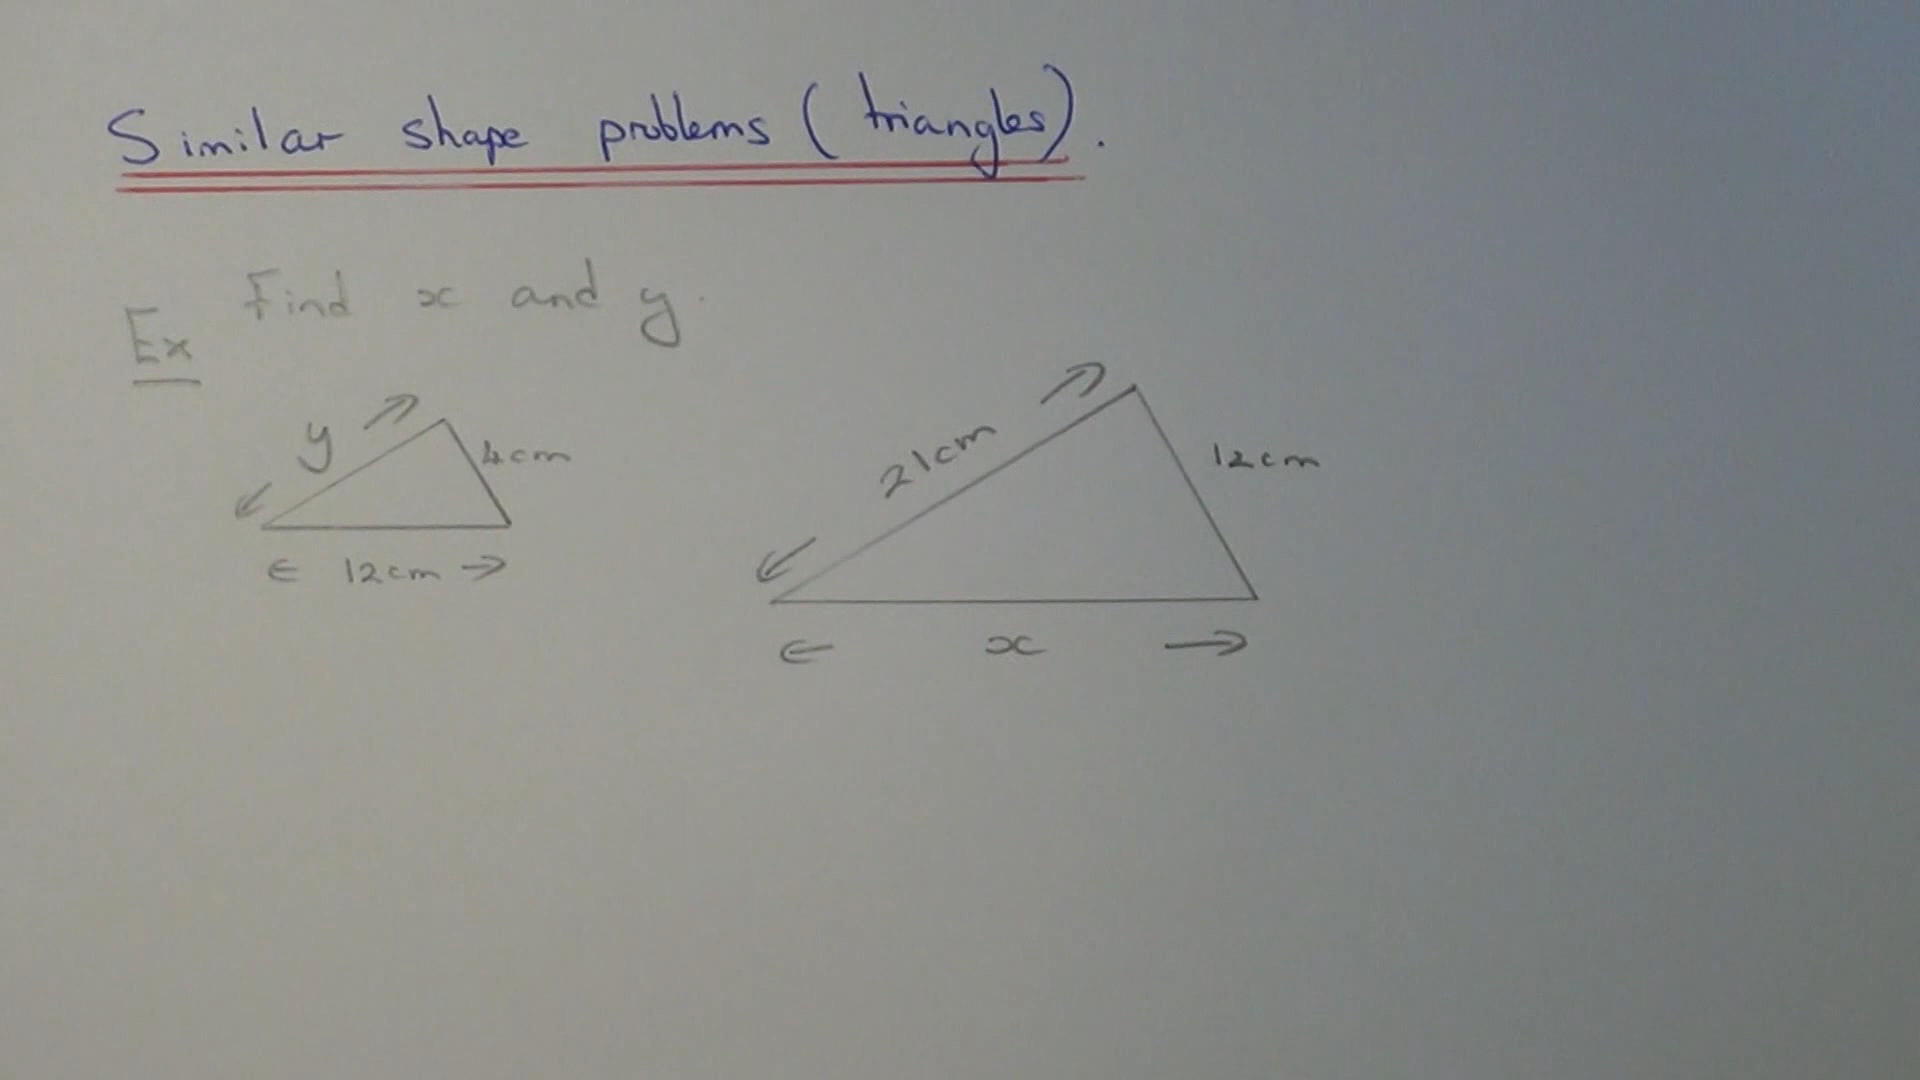 Similar shape problems (triangles).
Ex Find x and y.
y
4cm
12cm
21cm
12cm
x